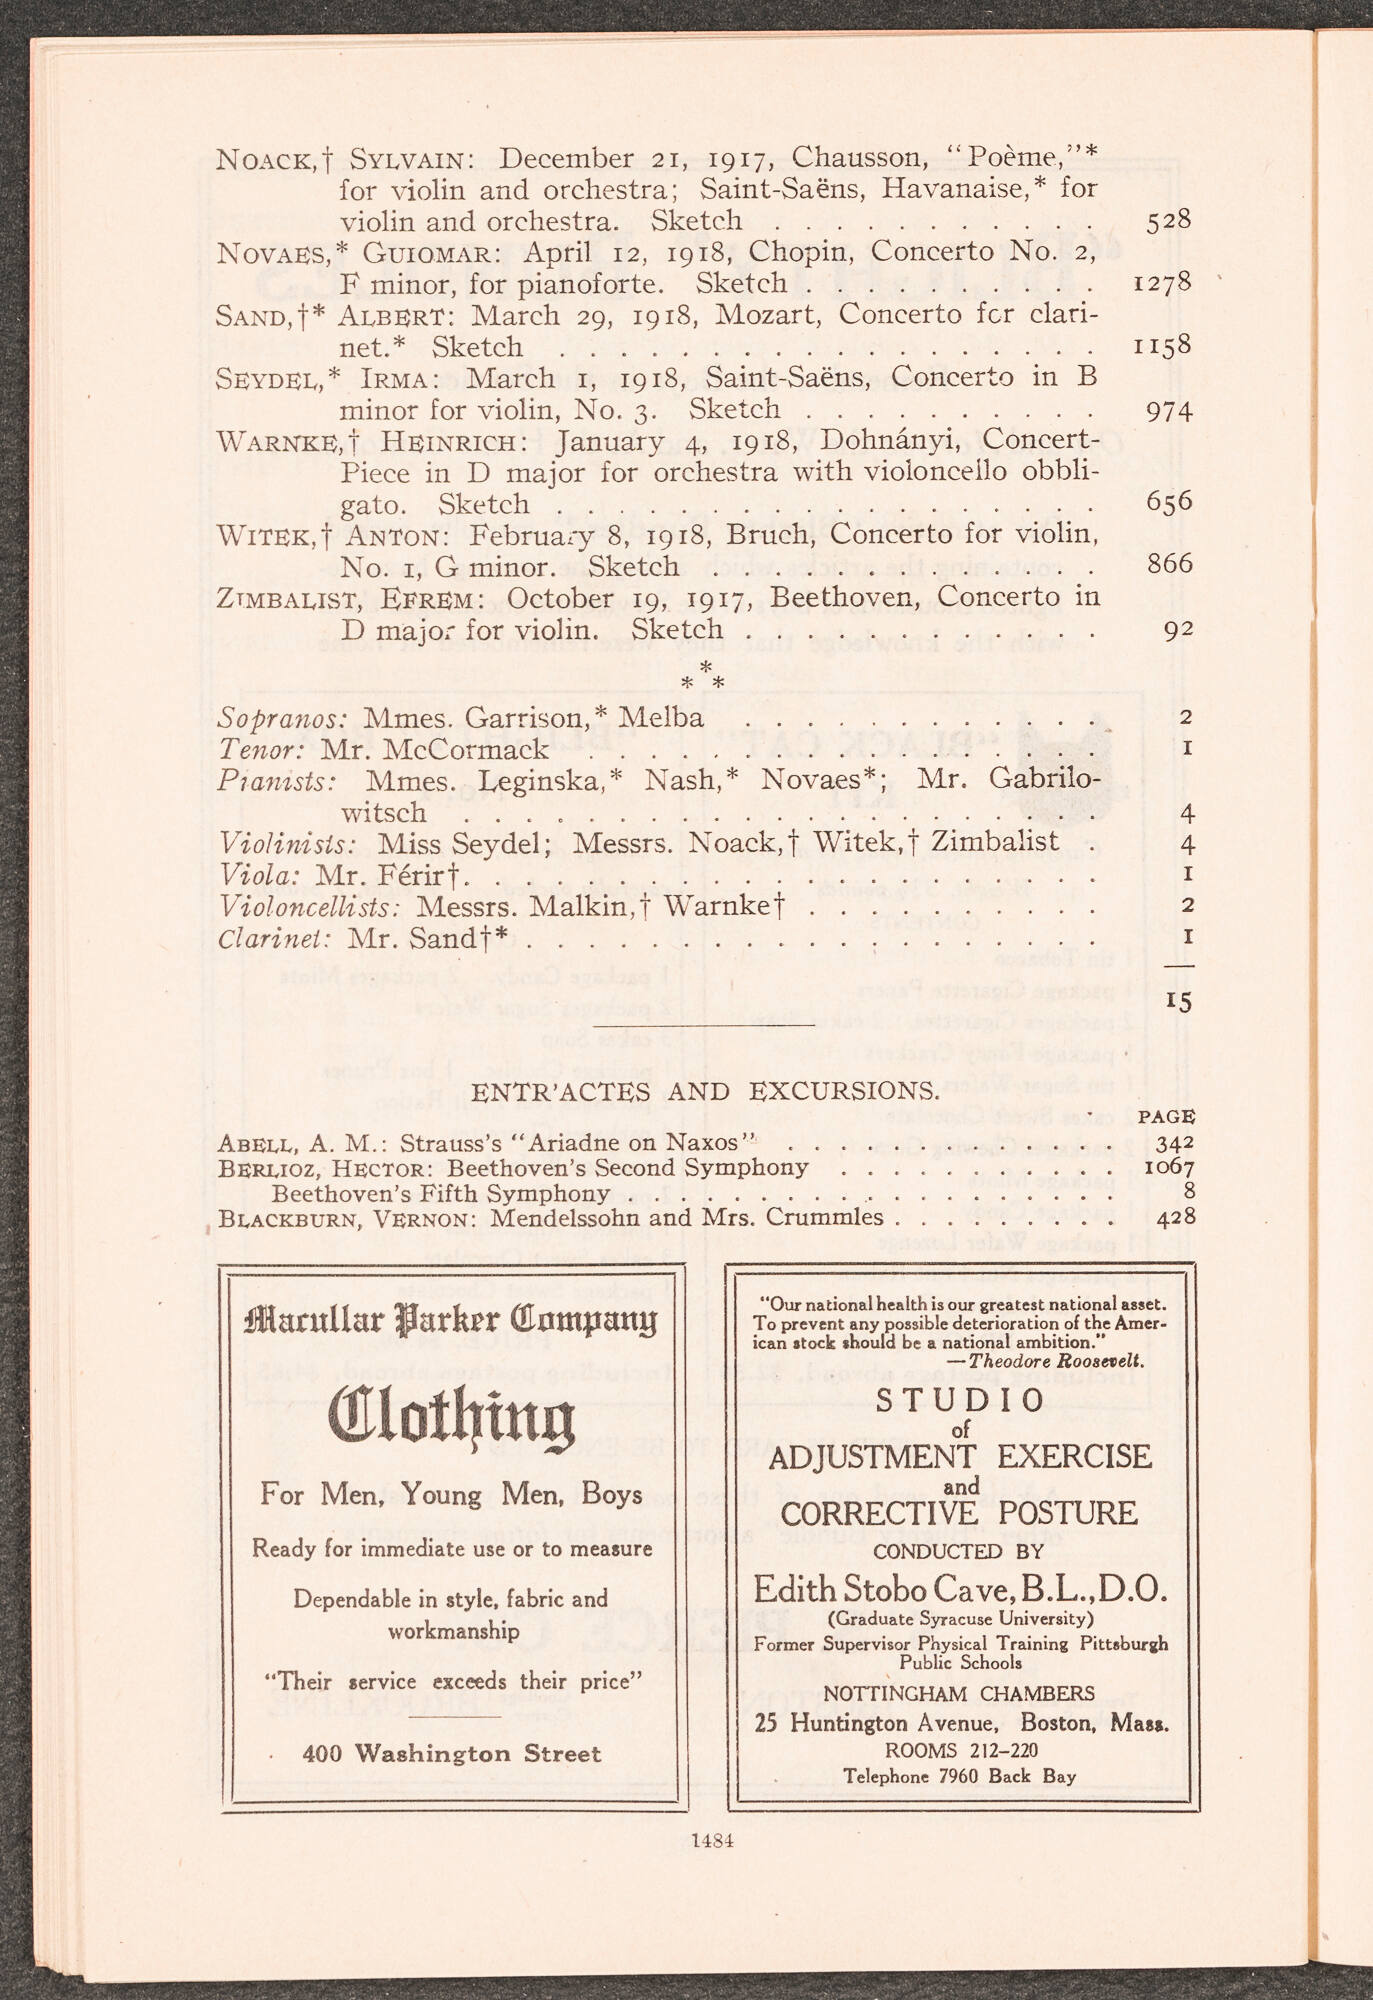 NOACK,† SYLVAIN: December 21, 1917, Chausson, "Poème,"*
for violin and orchestra; Saint-Saëns, Havanaise,* for
violin and orchestra. Sketch . . . . . . . . . . . 528
NOVAES,* GUIOMAR: April 12, 1918, Chopin, Concerto No. 2,
F minor, for pianoforte. Sketch . . . . . . . . . . 1278
SAND,†* ALBERT: March 29, 1918, Mozart, Concerto for clari-
net.* Sketch . . . . . . . . . . . . . . . . . . 1158
SEYDEL,* IRMA: March 1, 1918, Saint-Saëns, Concerto in B
minor for violin, No. 3. Sketch . . . . . . . . . . 974
WARNKE,† HEINRICH: January 4, 1918, Dohnányi, Concert-
Piece in D major for orchestra with violoncello obbli-
gato. Sketch . . . . . . . . . . . . . . . . . . 656
WITEK,† ANTON: February 8, 1918, Bruch, Concerto for violin,
No. 1, G minor. Sketch . . . . . . . . . . . . . . 866
ZIMBALIST, EFREM: October 19, 1917, Beethoven, Concerto in
D major for violin. Sketch . . . . . . . . . . . . 92
*
* *
Sopranos: Mmes. Garrison,* Melba . . . . . . . . . . . . 2
Tenor: Mr. McCormack . . . . . . . . . . . . . . . . . 1
Pianists: Mmes. Leginska,* Nash,* Novaes*; Mr. Gabrilo-
witsch . . . . . . . . . . . . . . . . . . . . . 4
Violinists: Miss Seydel; Messrs. Noack,† Witek,† Zimbalist . 4
Viola: Mr. Férir†. . . . . . . . . . . . . . . . . . . . . 1
Violoncellists: Messrs. Malkin,† Warnke† . . . . . . . . . . 2
Clarinet: Mr. Sand†* . . . . . . . . . . . . . . . . . . . 1
15
ENTR'ACTES AND EXCURSIONS.
PAGE
ABELL, A. M.: Strauss's "Ariadne on Naxos" . . . . . . . . . . . . . 342
BERLIOZ, HECTOR: Beethoven's Second Symphony . . . . . . . . . . . 1067
Beethoven's Fifth Symphony . . . . . . . . . . . . . . . . . . . 8
BLACKBURN, VERNON: Mendelssohn and Mrs. Crummles . . . . . . . . . 428
Macullar Parker Company
Clothing
For Men, Young Men, Boys
Ready for immediate use or to measure
Dependable in style, fabric and
workmanship
"Their service exceeds their price"
400 Washington Street
"Our national health is our greatest national asset.
To prevent any possible deterioration of the Amer-
ican stock should be a national ambition."
—Theodore Roosevelt.
STUDIO
of
ADJUSTMENT EXERCISE
and
CORRECTIVE POSTURE
CONDUCTED BY
Edith Stobo Cave, B.L., D.O.
(Graduate Syracuse University)
Former Supervisor Physical Training Pittsburgh
Public Schools
NOTTINGHAM CHAMBERS
25 Huntington Avenue, Boston, Mass.
ROOMS 212–220
Telephone 7960 Back Bay
1484